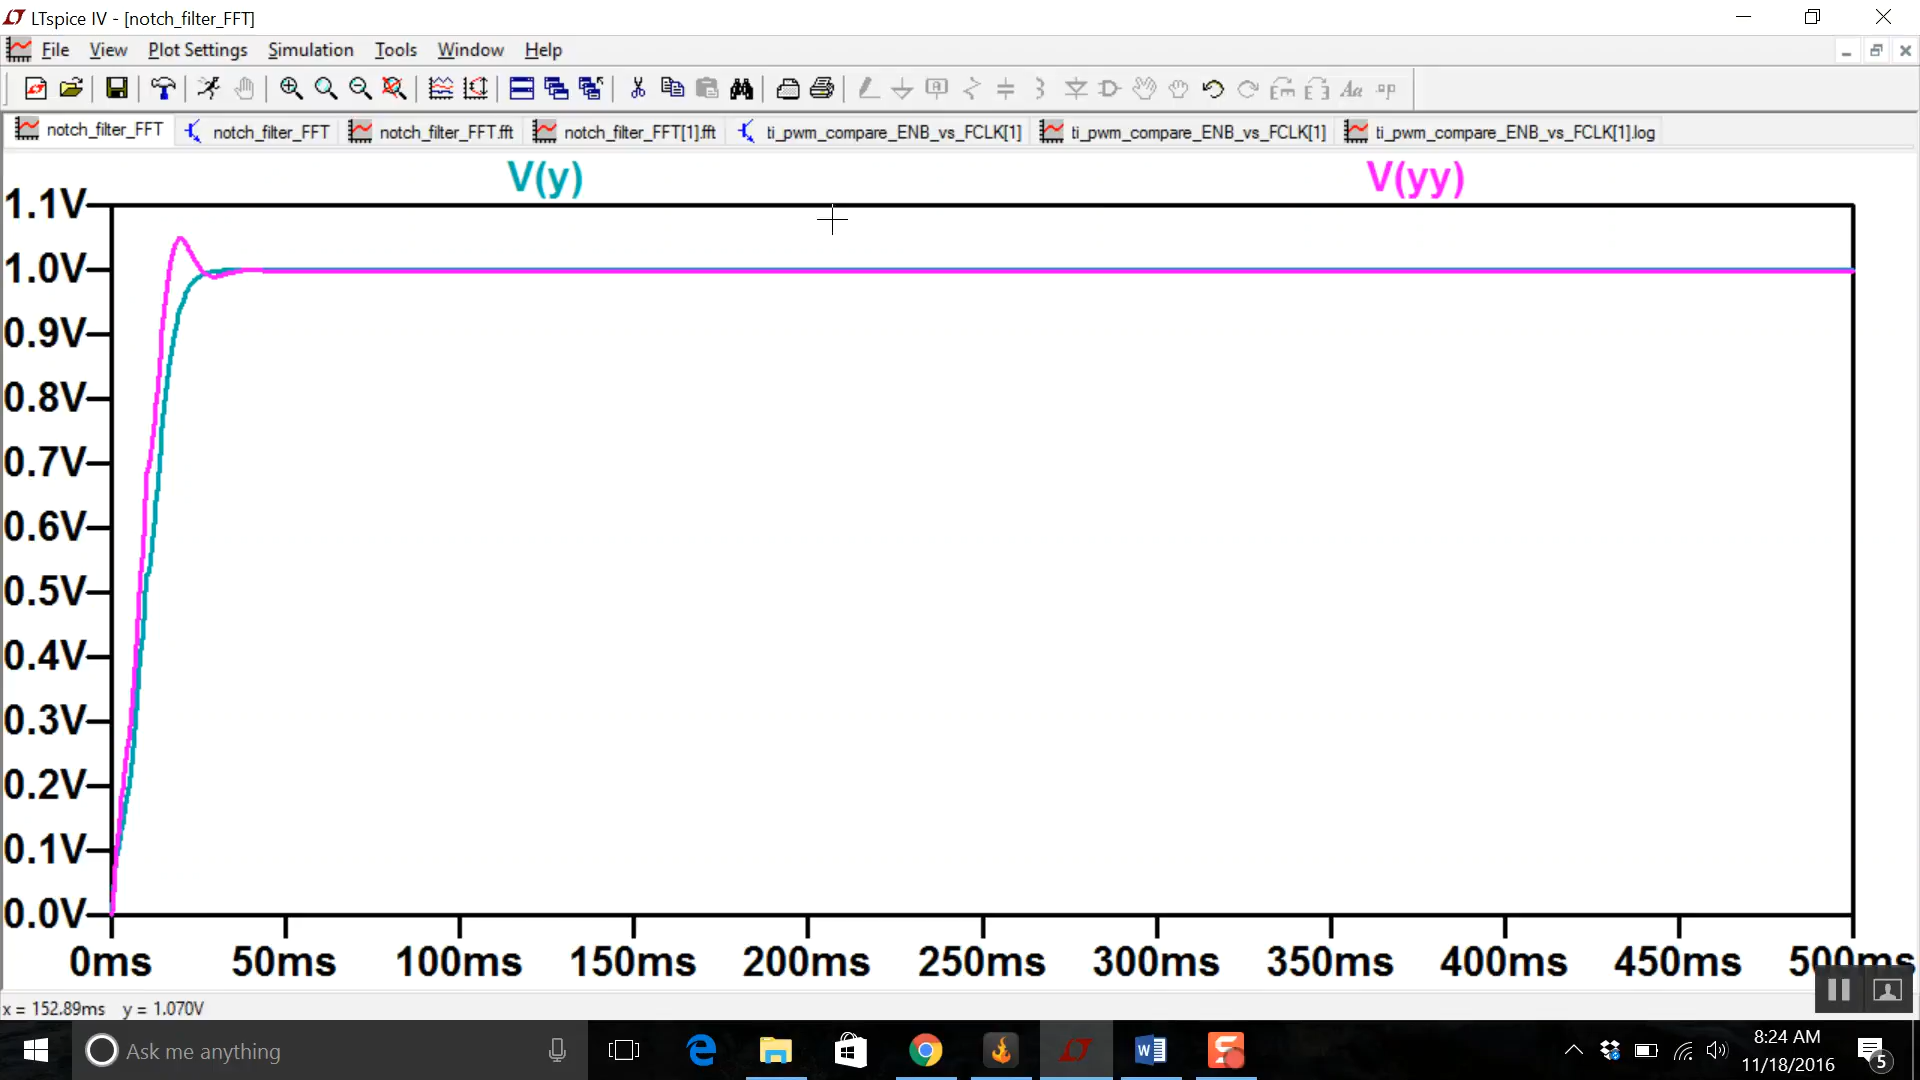 LTspice IV - [notch_filter_FFT]
File View Plot Settings Simulation Tools Window Help
notch_filter_FFT notch_filter_FFT notch_filter_FFT.fft notch_filter_FFT[1].fft ti_pwm_compare_ENB_vs_FCLK[1] ti_pwm_compare_ENB_vs_FCLK[1] ti_pwm_compare_ENB_vs_FCLK[1].log
V(y) V(yy)
1.1V
1.0V
0.9V
0.8V
0.7V
0.6V
0.5V
0.4V
0.3V
0.2V
0.1V
0.0V
0ms 50ms 100ms 150ms 200ms 250ms 300ms 350ms 400ms 450ms 500ms
x = 152.89ms y = 1.070V
Ask me anything
8:24 AM
11/18/2016
5